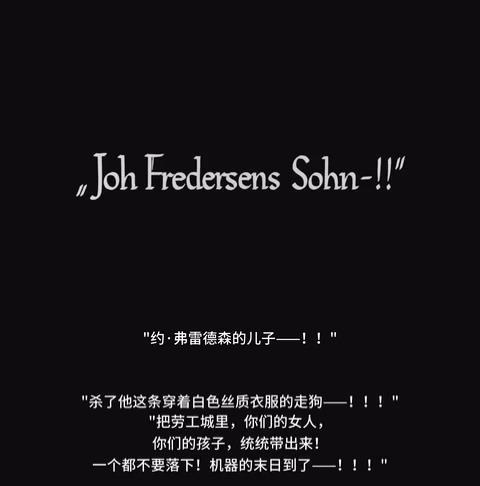 „Joh Fredersens Sohn-!!"
"约·弗雷德森的儿子——！！"
"杀了他这条穿着白色丝质衣服的走狗——！！！"
"把劳工城里，你们的女人，
你们的孩子，统统带出来！
一个都不要落下！机器的末日到了——！！！"